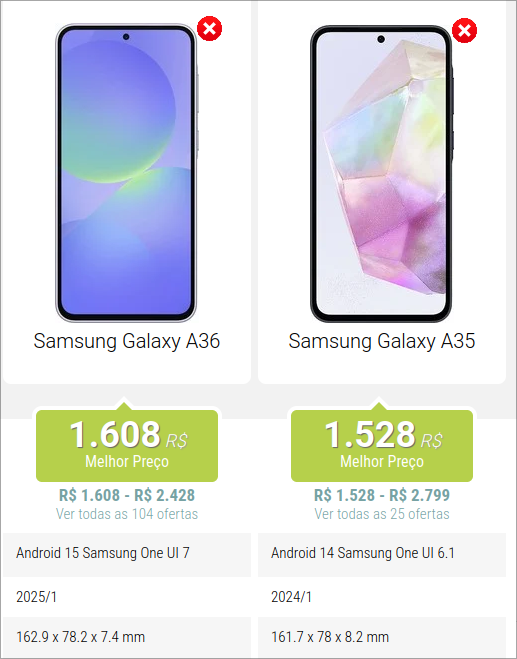 Samsung Galaxy A36
Samsung Galaxy A35
1.608 R$
Melhor Preço
1.528 R$
Melhor Preço
R$ 1.608 - R$ 2.428
Ver todas as 104 ofertas
R$ 1.528 - R$ 2.799
Ver todas as 25 ofertas
Android 15 Samsung One UI 7
Android 14 Samsung One UI 6.1
2025/1
2024/1
162.9 x 78.2 x 7.4 mm
161.7 x 78 x 8.2 mm